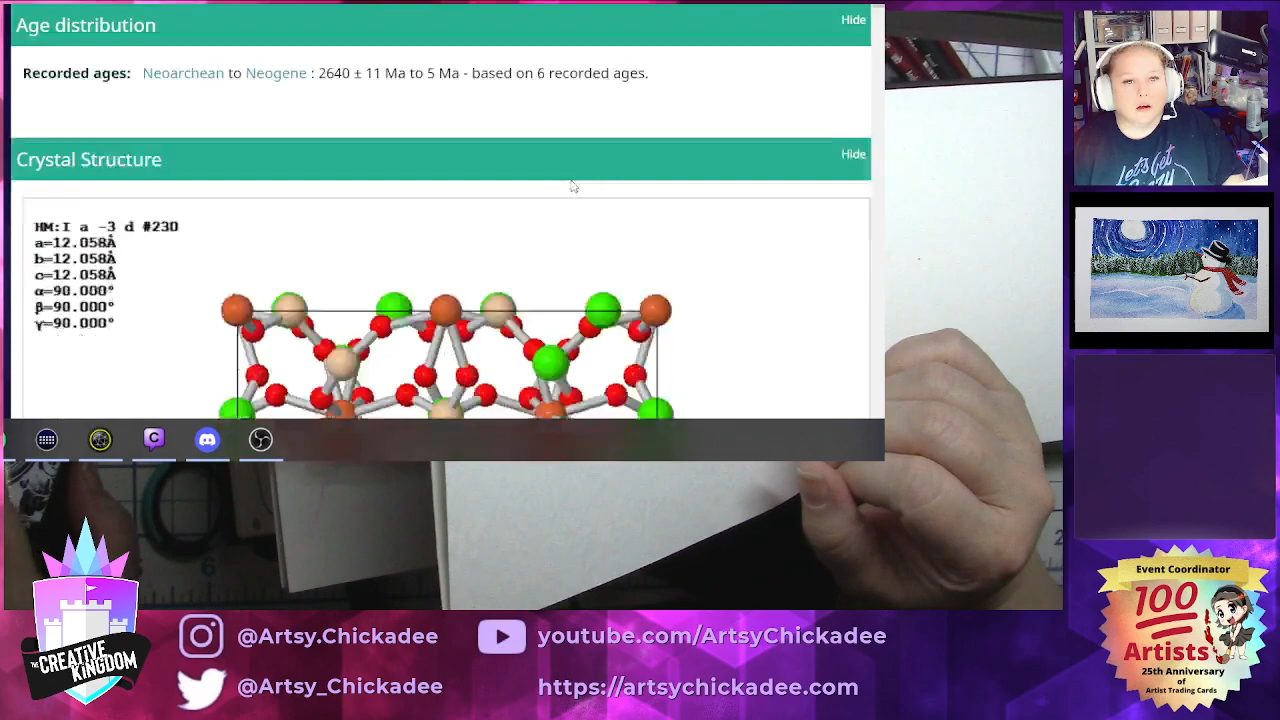 Age distribution
Hide
Recorded ages: Neoarchean to Neogene : 2640 ± 11 Ma to 5 Ma - based on 6 recorded ages.
Crystal Structure
Hide
HM:I a -3 d #230
a=12.058Å
b=12.058Å
c=12.058Å
α=90.000°
β=90.000°
γ=90.000°
Let's Get
THE CREATIVE
KINGDOM
@Artsy.Chickadee
youtube.com/ArtsyChickadee
@Artsy_Chickadee
https://artsychickadee.com
Event Coordinator
100
Artists
25th Anniversary
of
Artist Trading Cards